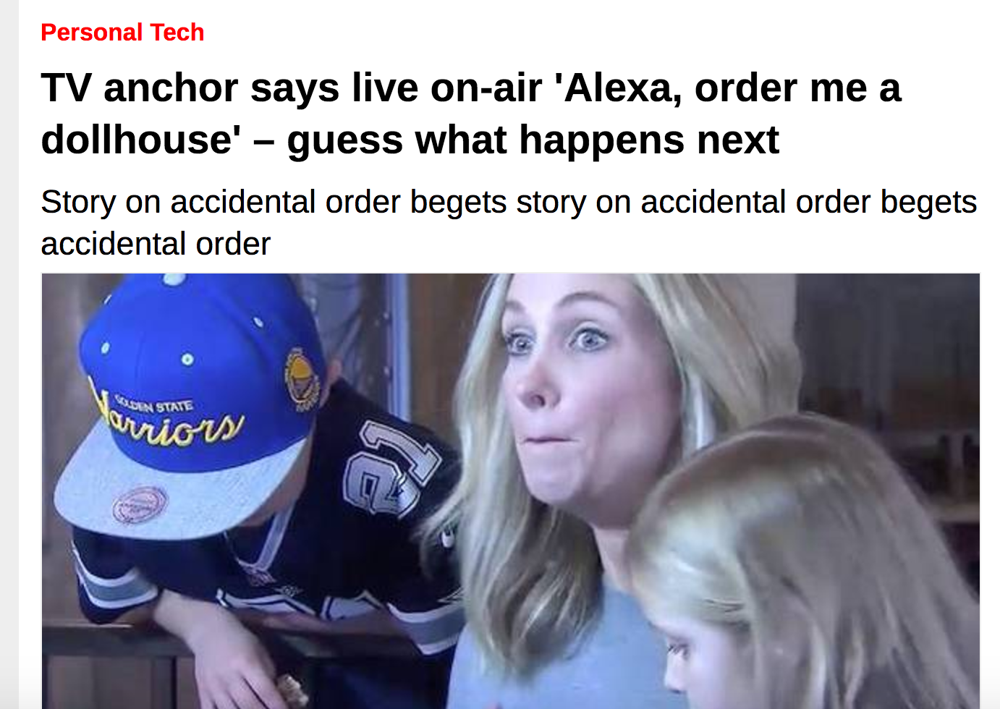 Personal Tech
TV anchor says live on-air 'Alexa, order me a
dollhouse' – guess what happens next
Story on accidental order begets story on accidental order begets
accidental order
GOLDEN STATE
Warriors
21